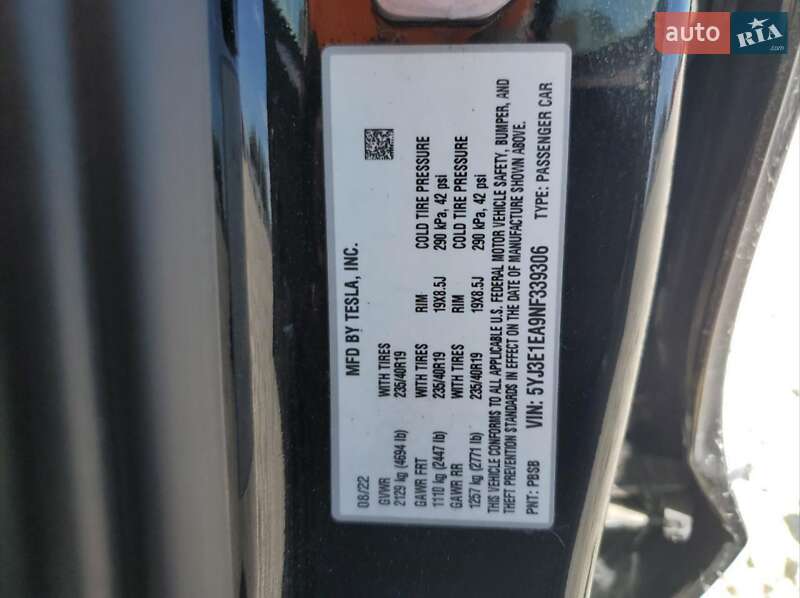 auto RIA
.com
MFD BY TESLA, INC.
08/22
GVWR
2129 kg (4694 lb)
WITH TIRES
235/40R19
GAWR FRT WITH TIRES RIM COLD TIRE PRESSURE
1110 kg (2447 lb) 235/40R19 19X8.5J 290 kPa, 42 psi
GAWR RR WITH TIRES RIM COLD TIRE PRESSURE
1257 kg (2771 lb) 235/40R19 19X8.5J 290 kPa, 42 psi
THIS VEHICLE CONFORMS TO ALL APPLICABLE U.S. FEDERAL MOTOR VEHICLE SAFETY, BUMPER, AND
THEFT PREVENTION STANDARDS IN EFFECT ON THE DATE OF MANUFACTURE SHOWN ABOVE.
PNT: PBSB VIN: 5YJ3E1EA9NF339306 TYPE: PASSENGER CAR